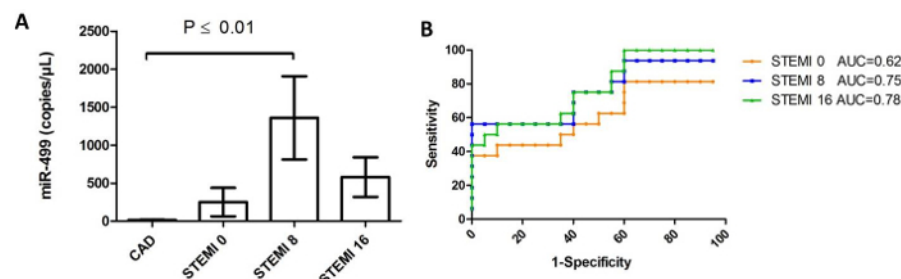 A
P ≤ 0.01
miR-499 (copies/μL)
2500
2000
1500
1000
500
0
CAD
STEMI 0
STEMI 8
STEMI 16
B
Sensitivity
100
80
60
40
20
0
0
20
40
60
80
100
1-Specificity
STEMI 0 AUC=0.62
STEMI 8 AUC=0.75
STEMI 16 AUC=0.78